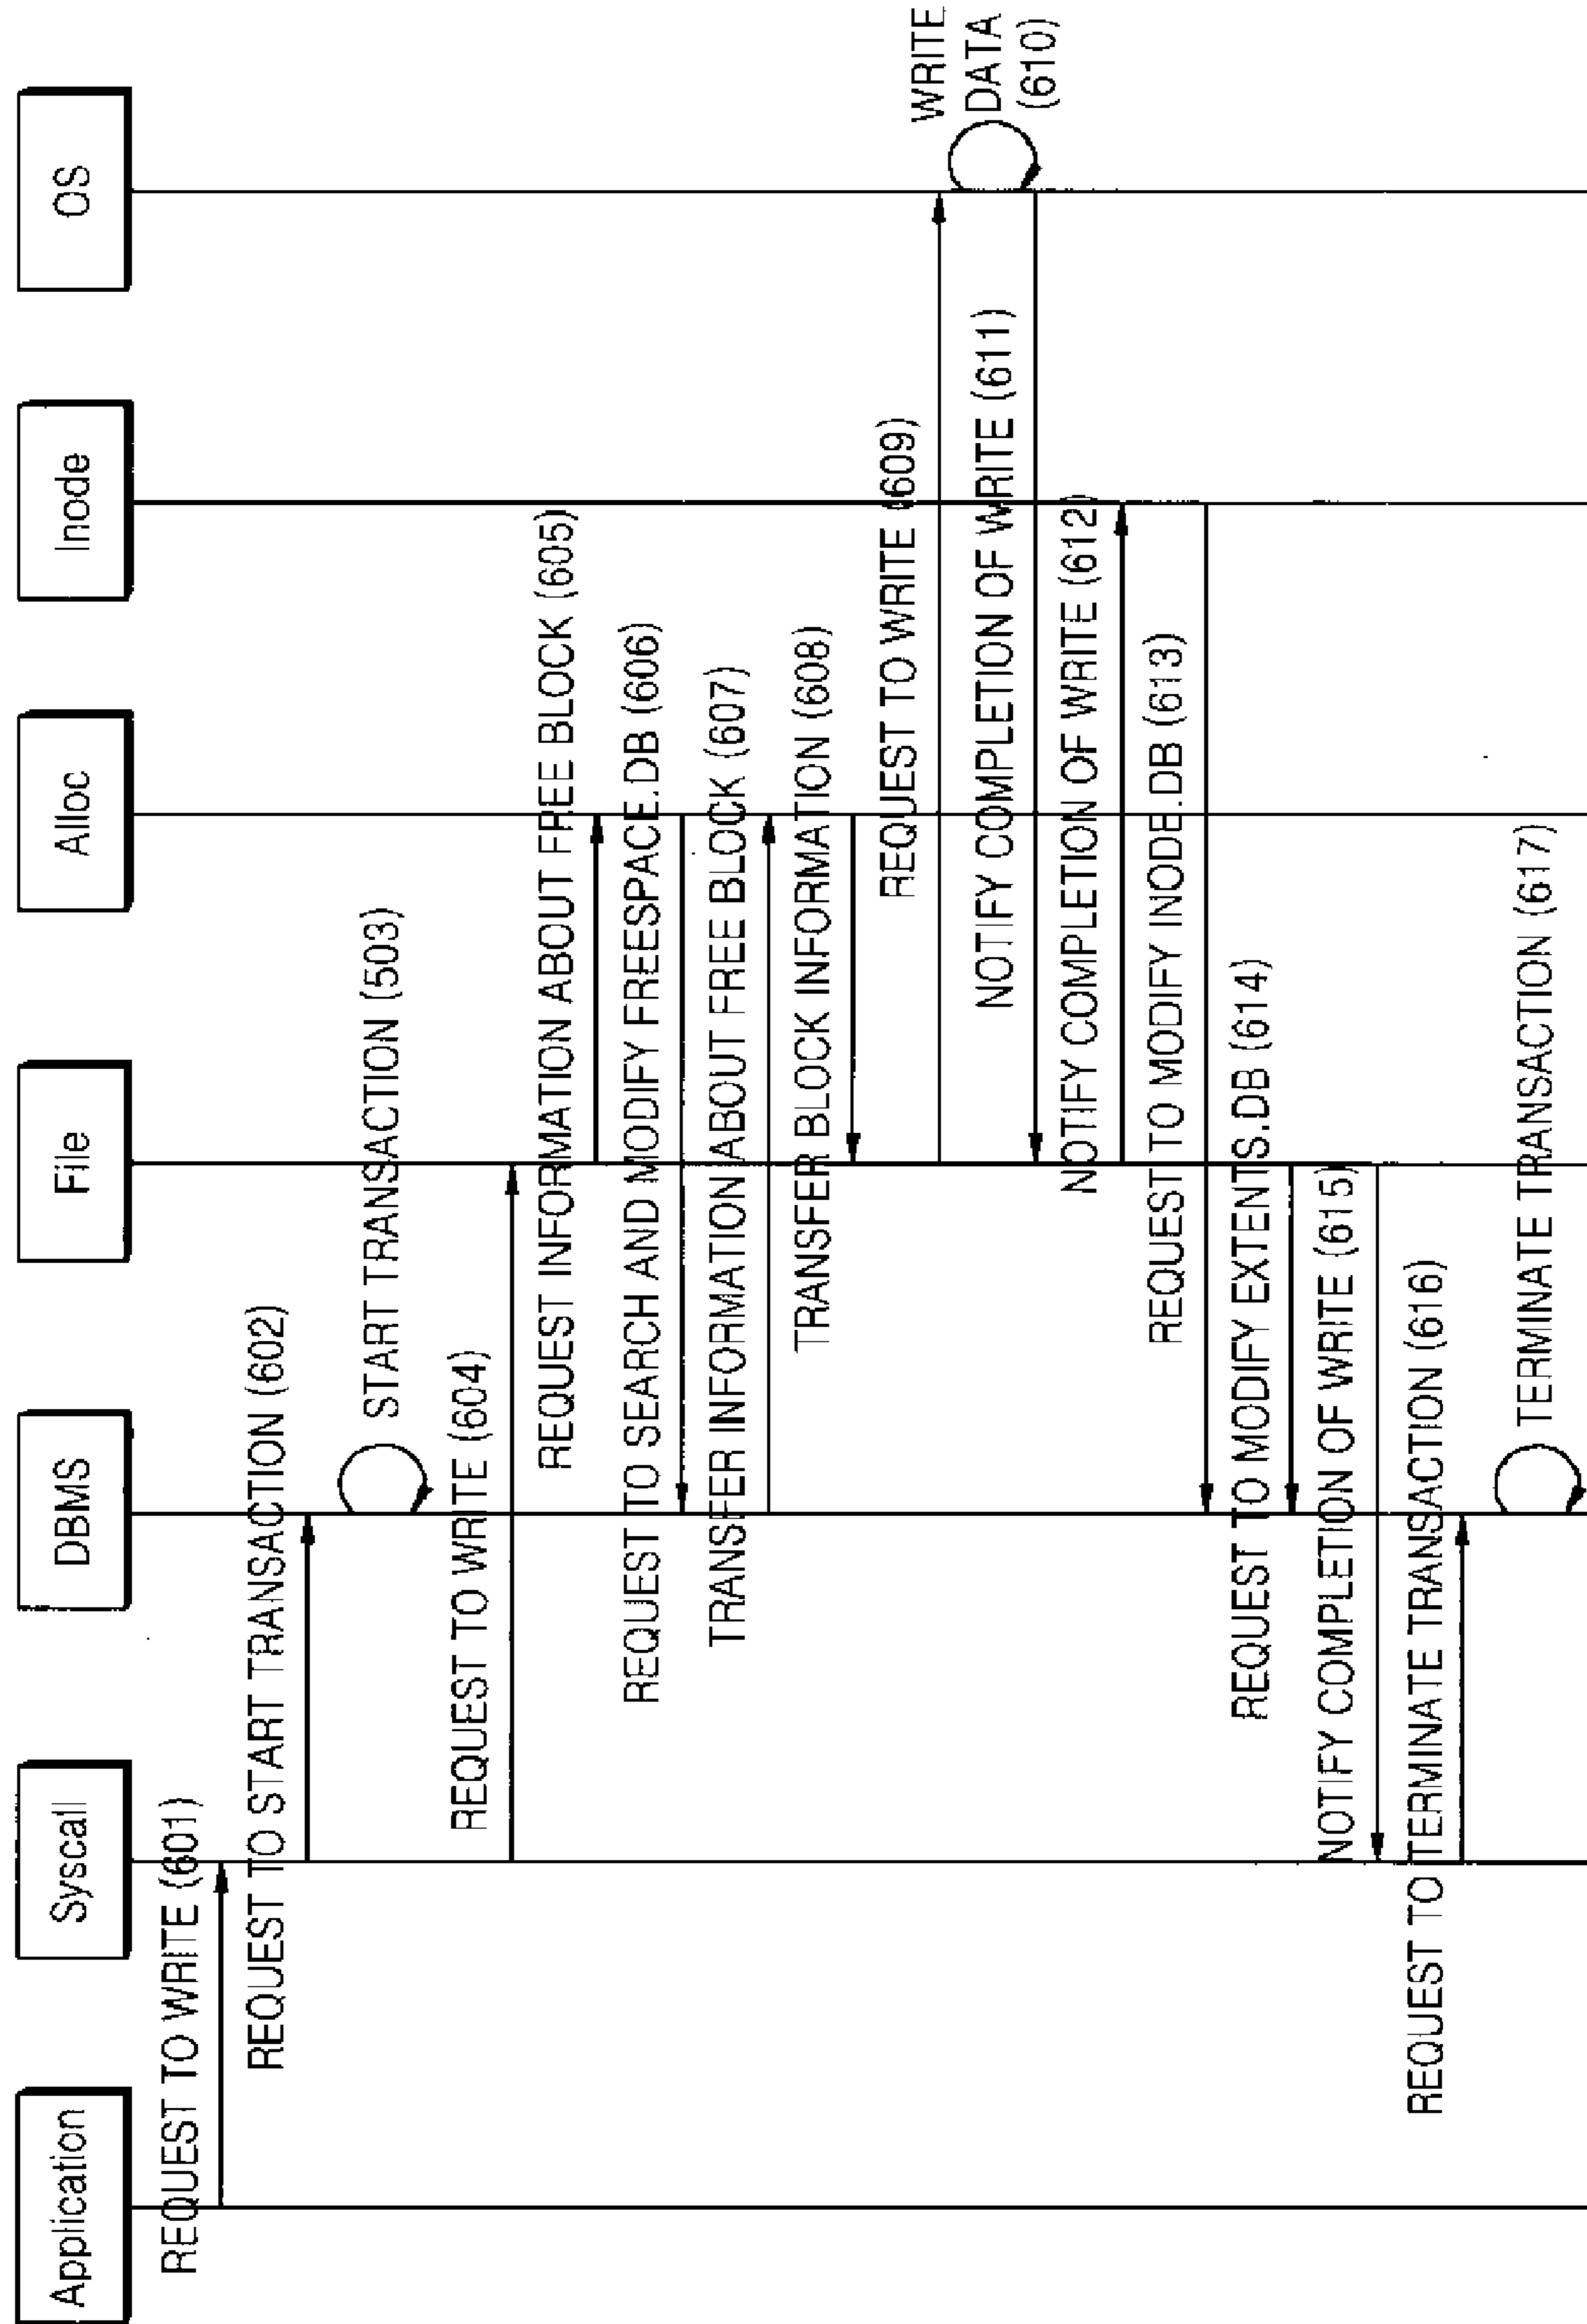 Application
Syscall
DBMS
File
Alloc
Inode
OS
REQUEST TO WRITE (601)
REQUEST TO START TRANSACTION (602)
START TRANSACTION (503)
REQUEST TO WRITE (604)
REQUEST INFORMATION ABOUT FREE BLOCK (605)
REQUEST TO SEARCH AND MODIFY FREESPACE.DB (606)
TRANSFER INFORMATION ABOUT FREE BLOCK (607)
TRANSFER BLOCK INFORMATION (608)
REQUEST TO WRITE (609)
WRITE
DATA
(610)
NOTIFY COMPLETION OF WRITE (611)
NOTIFY COMPLETION OF WRITE (612)
REQUEST TO MODIFY INODE.DB (613)
REQUEST TO MODIFY EXTENTS.DB (614)
NOTIFY COMPLETION OF WRITE (615)
REQUEST TO TERMINATE TRANSACTION (616)
TERMINATE TRANSACTION (617)